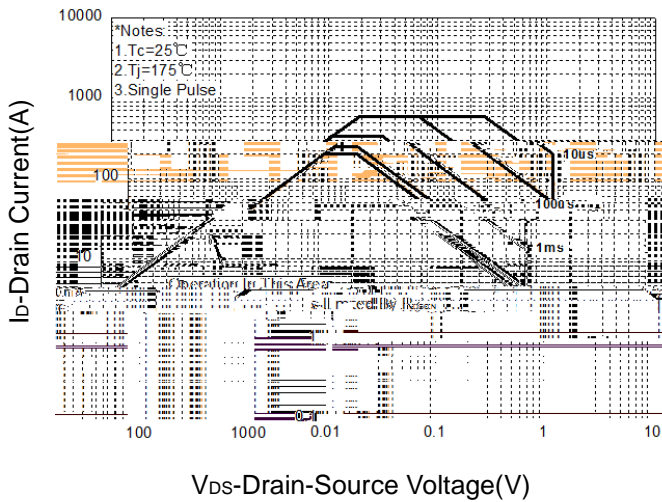 10000
*Notes:
1.Tc=25℃
2.Tj=175℃
3.Single Pulse
1000
10us
100
100us
1ms
10
Operation In This Area
ID-Drain Current(A)
100
1000
0.01
0.1
1
10
VDS-Drain-Source Voltage(V)